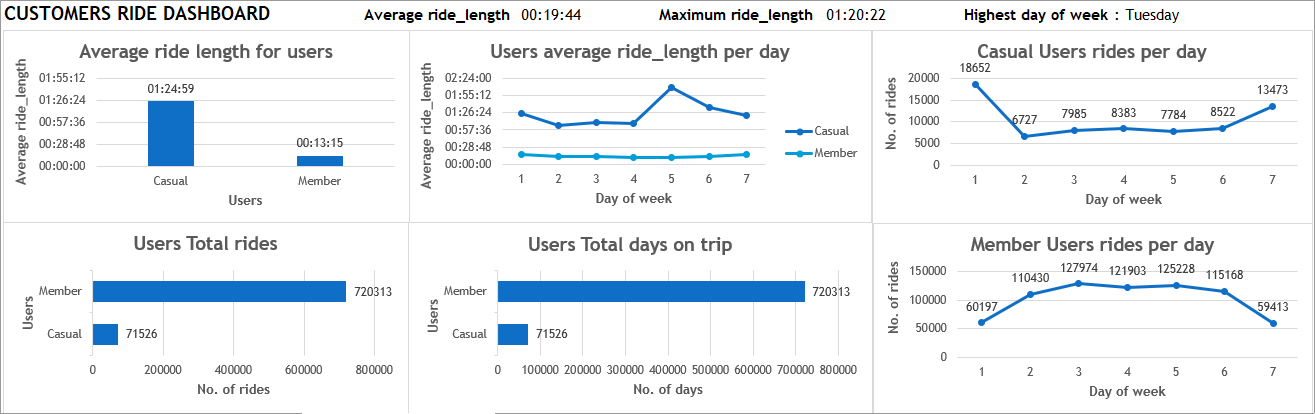 CUSTOMERS RIDE DASHBOARD
Average ride_length 00:19:44
Maximum ride_length 01:20:22
Highest day of week : Tuesday
Average ride length for users
Average ride_length
01:55:12
01:26:24
00:57:36
00:28:48
00:00:00
01:24:59
00:13:15
Casual Member
Users
Users average ride_length per day
Average ride_length
02:24:00
01:55:12
01:26:24
00:57:36
00:28:48
00:00:00
1 2 3 4 5 6 7
Day of week
Casual
Member
Casual Users rides per day
No. of rides
20000
15000
10000
5000
0
18652 6727 7985 8383 7784 8522 13473
1 2 3 4 5 6 7
Day of week
Users Total rides
Users
Member 720313
Casual 71526
0 200000 400000 600000 800000
No. of rides
Users Total days on trip
Users
Member 720313
Casual 71526
0 100000 200000 300000 400000 500000 600000 700000 800000
No. of days
Member Users rides per day
No. of rides
150000
100000
50000
0
60197 110430 127974 121903 125228 115168 59413
1 2 3 4 5 6 7
Day of week